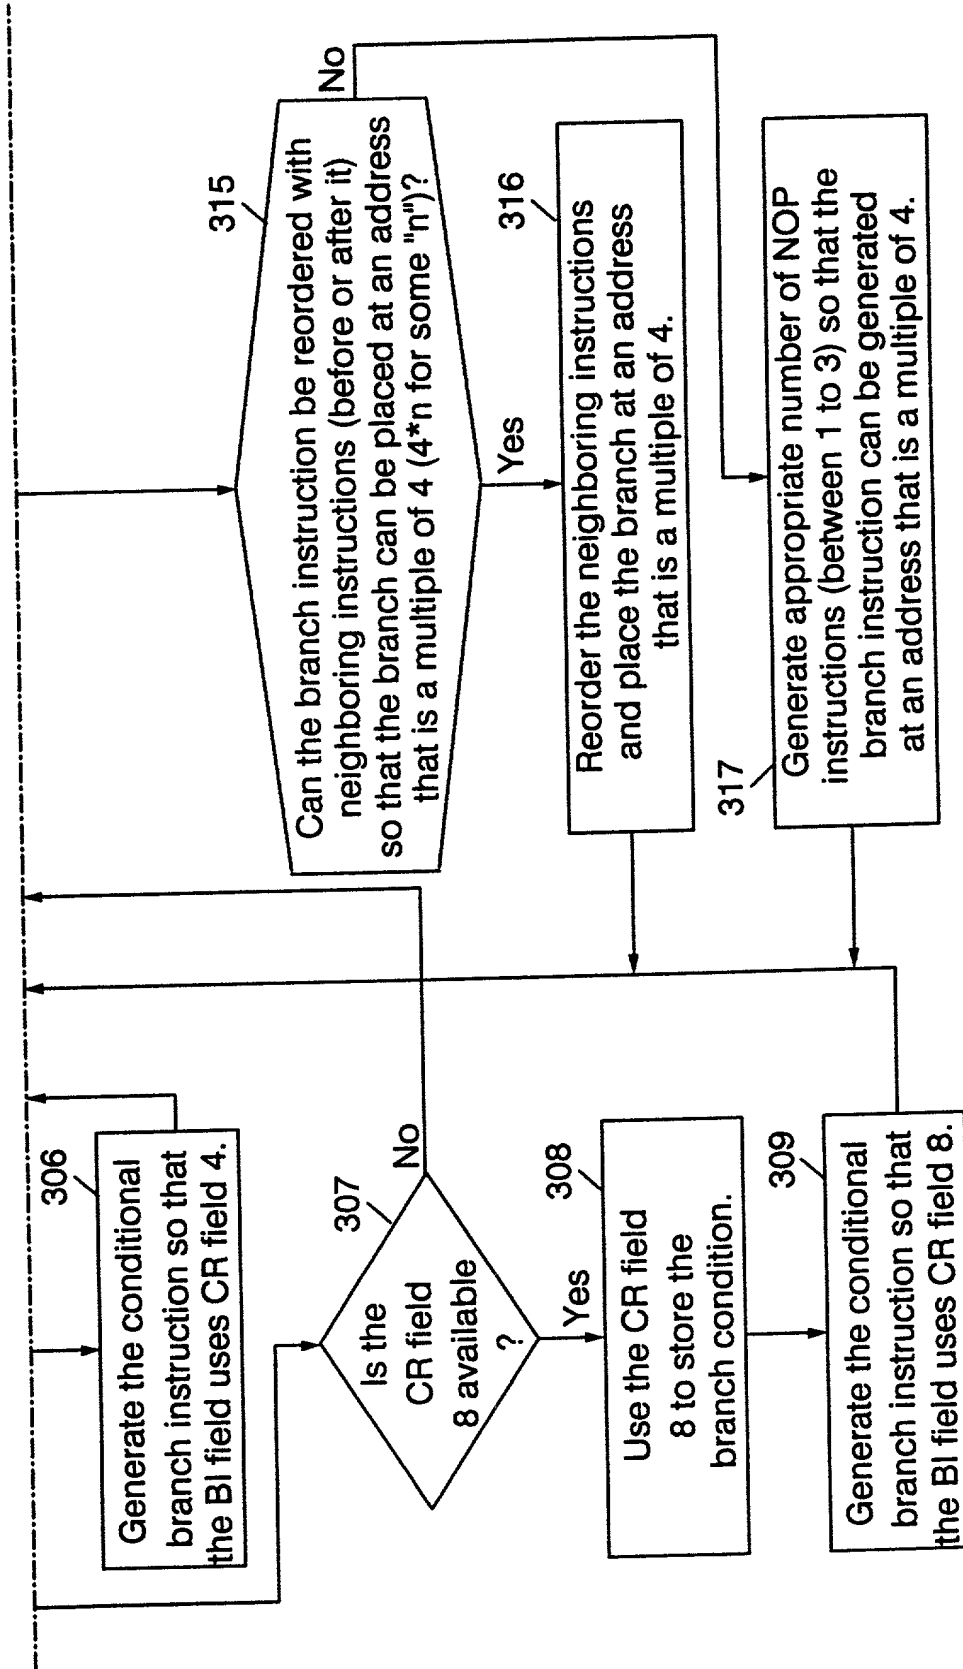 306
Generate the conditional
branch instruction so that
the BI field uses CR field 4.
307
Is the
CR field
8 available
?
No
Yes
308
Use the CR field
8 to store the
branch condition.
309
Generate the conditional
branch instruction so that
the BI field uses CR field 8.
315
Can the branch instruction be reordered with
neighboring instructions (before or after it)
so that the branch can be placed at an address
that is a multiple of 4 (4*n for some "n")?
No
Yes
316
Reorder the neighboring instructions
and place the branch at an address
that is a multiple of 4.
317
Generate appropriate number of NOP
instructions (between 1 to 3) so that the
branch instruction can be generated
at an address that is a multiple of 4.